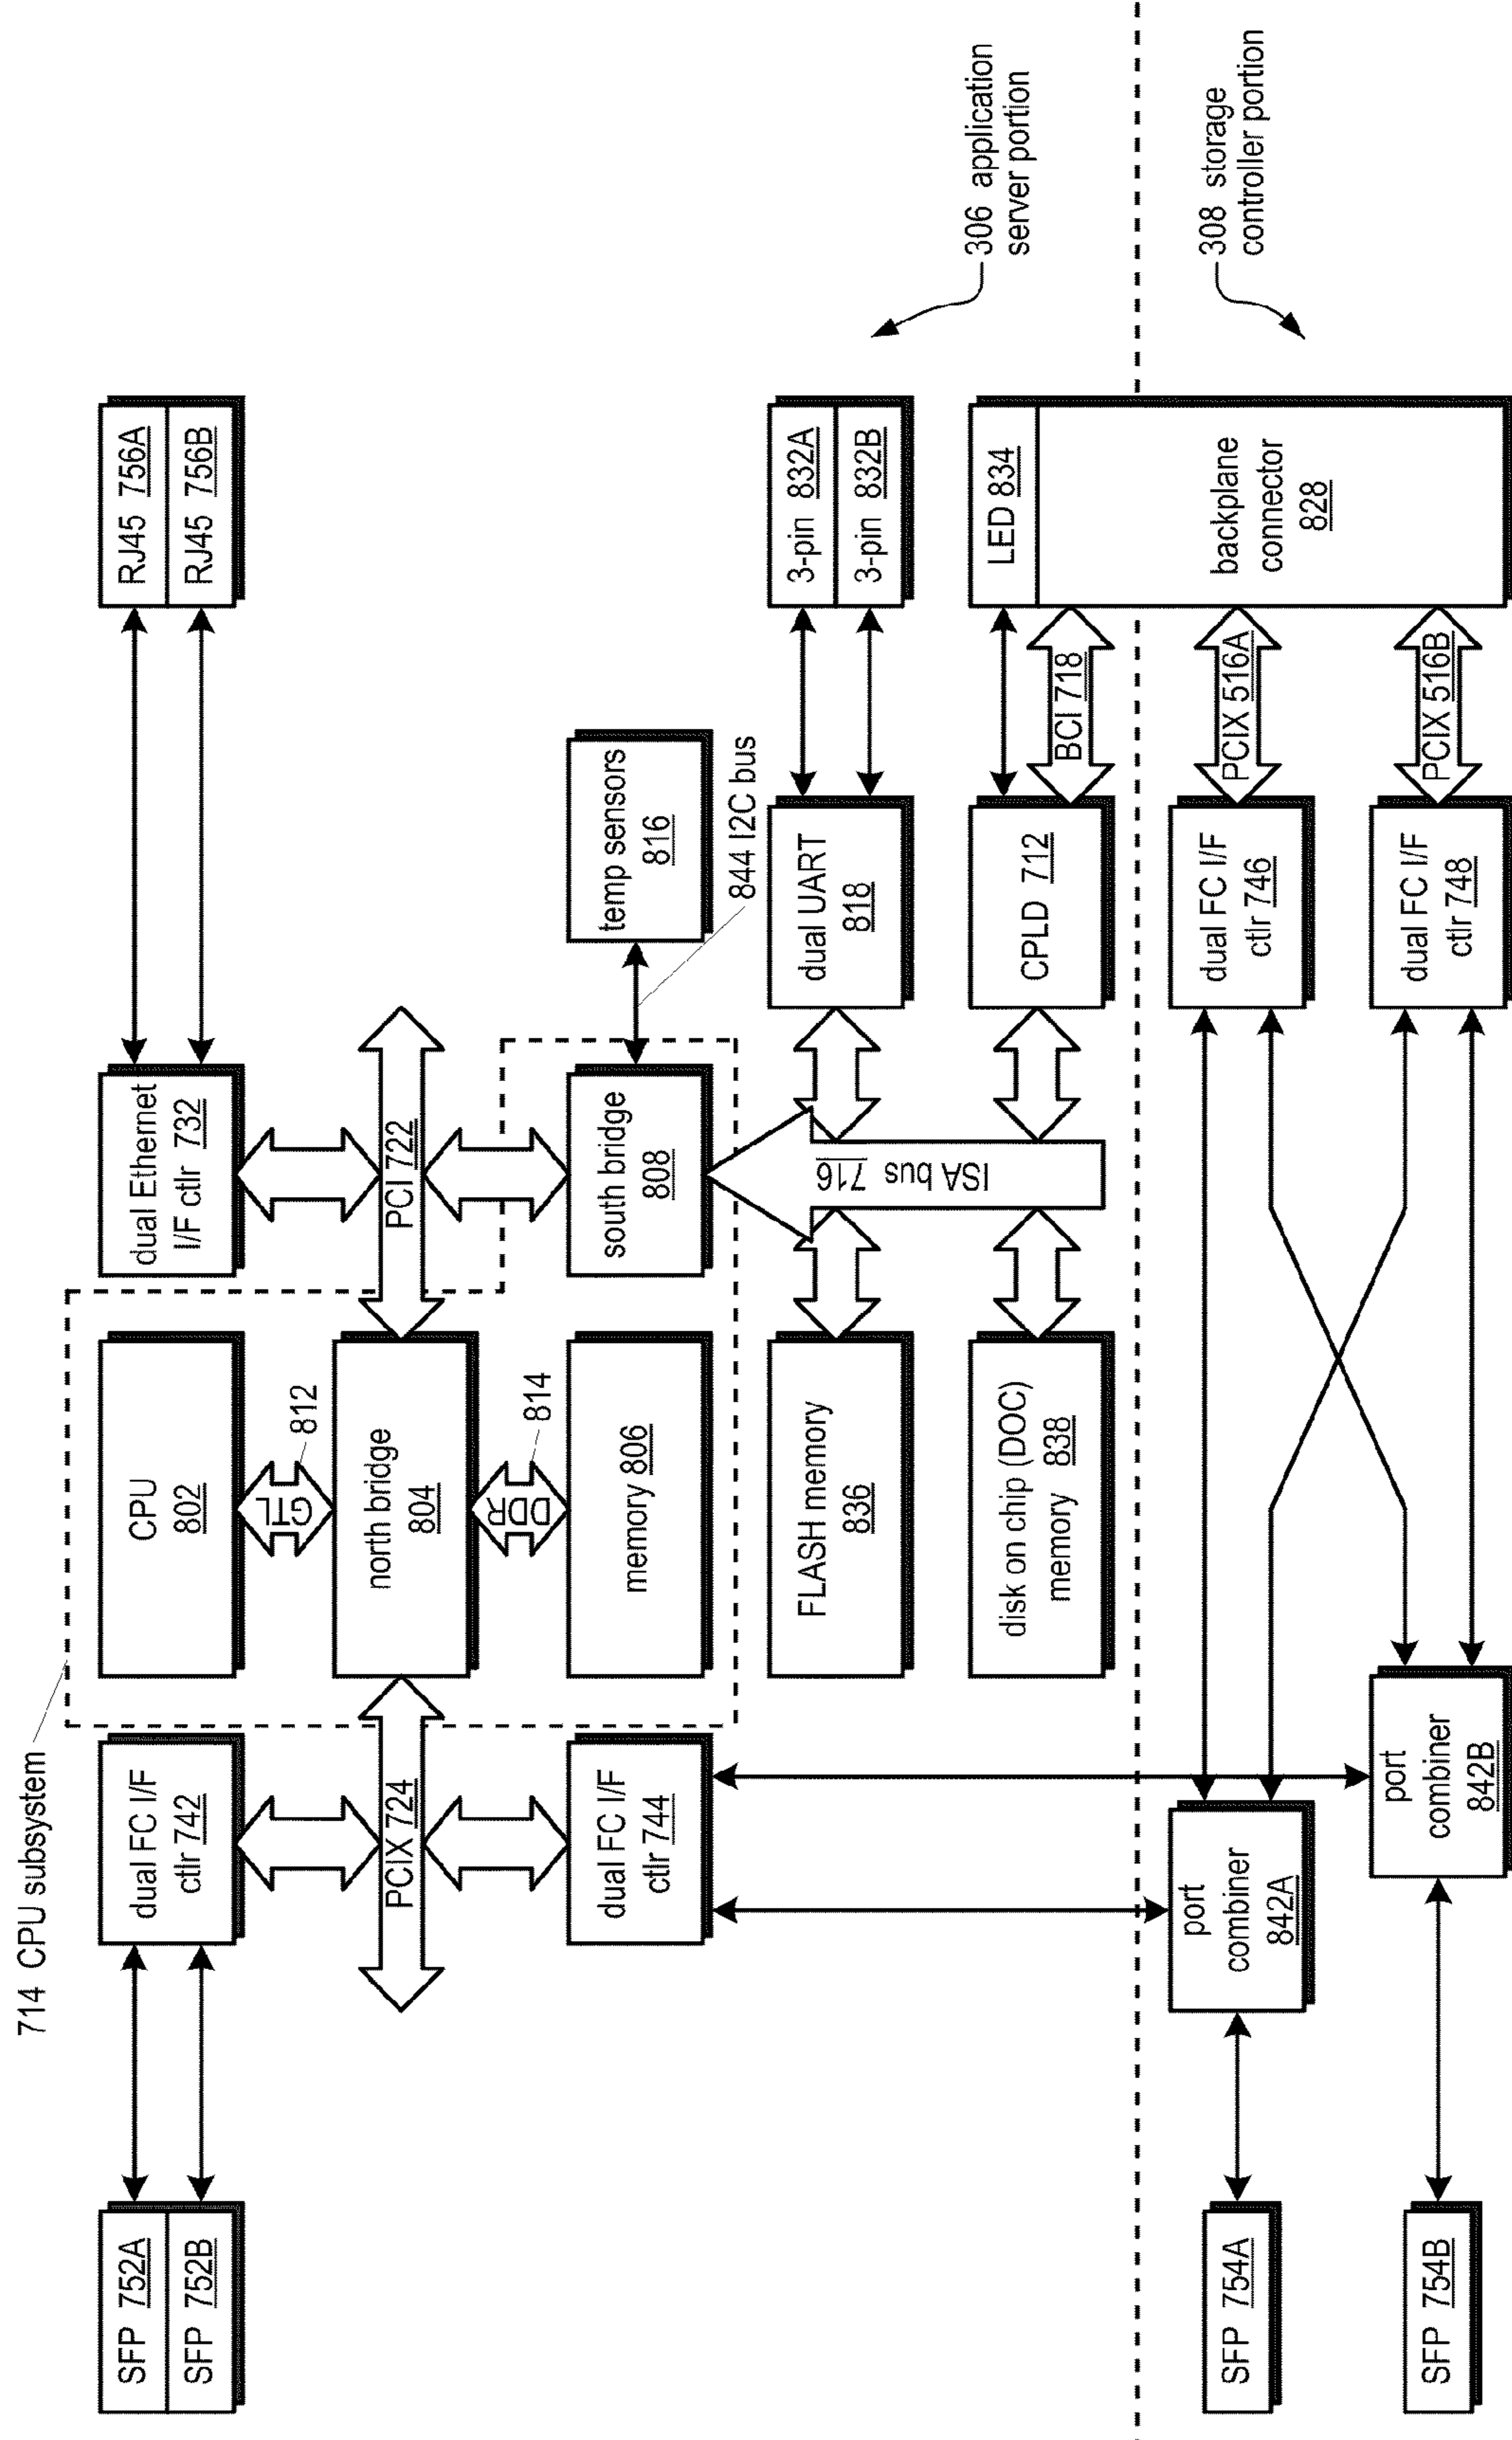 714 CPU subsystem
SFP 752A
SFP 752B
dual FC I/F
ctlr 742
CPU
802
dual Ethernet
I/F ctlr 732
RJ45 756A
RJ45 756B
GTL
812
PCIX 724
north bridge
804
PCI 722
DDR
814
dual FC I/F
ctlr 744
memory 806
south bridge
808
temp sensors
816
844 I2C bus
FLASH memory
836
ISA bus 716
dual UART
818
3-pin 832A
3-pin 832B
disk on chip (DOC)
memory 838
CPLD 712
LED 834
BCI 718
backplane
connector
828
306 application
server portion
308 storage
controller portion
SFP 754A
port
combiner
842A
dual FC I/F
ctlr 746
PCIX 516A
SFP 754B
port
combiner
842B
dual FC I/F
ctlr 748
PCIX 516B